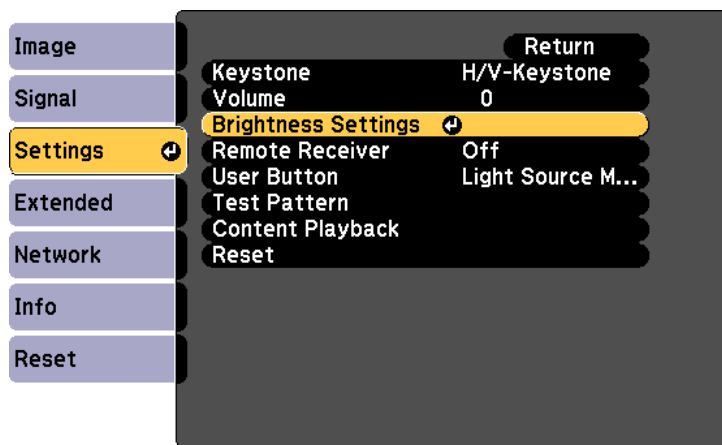 Image
Signal
Settings
Extended
Network
Info
Reset
Return
Keystone H/V-Keystone
Volume 0
Brightness Settings
Remote Receiver Off
User Button Light Source M...
Test Pattern
Content Playback
Reset